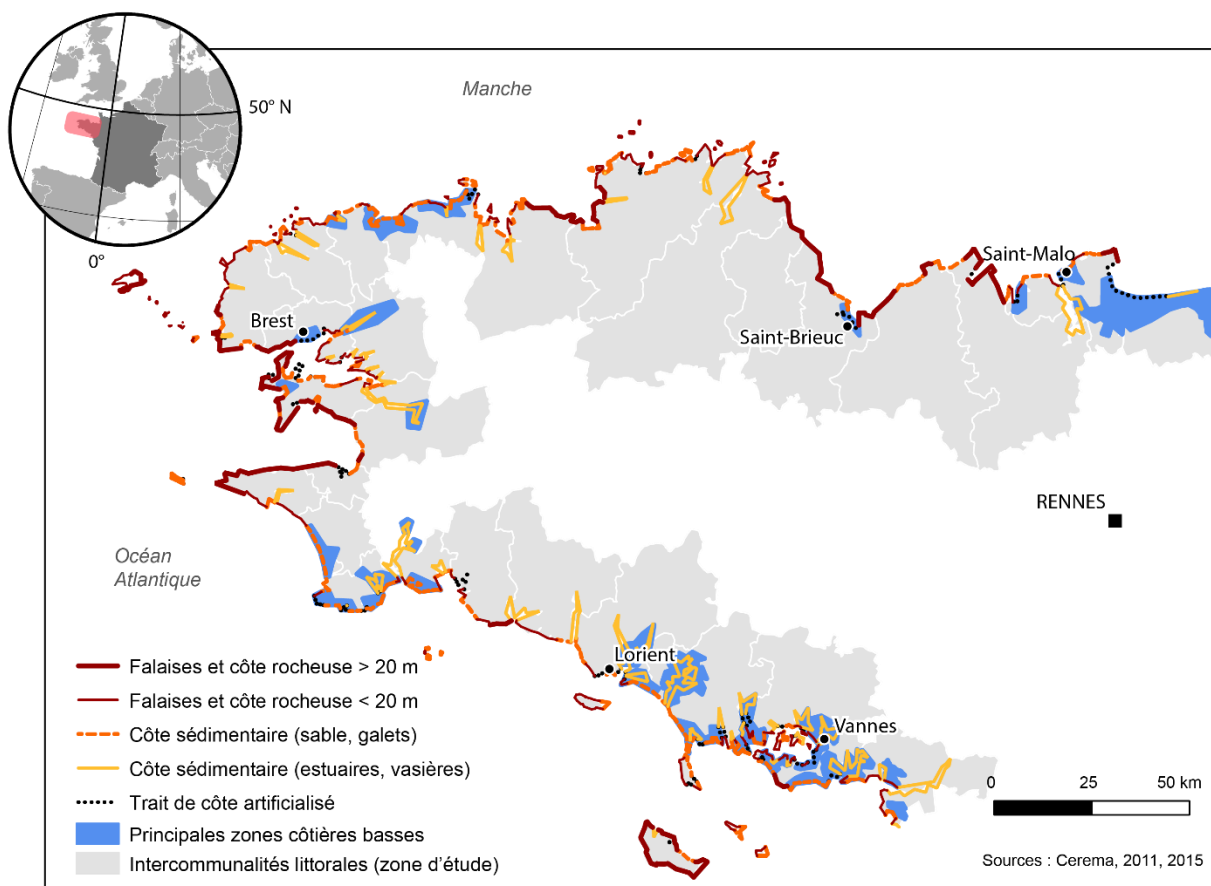 Manche
50° N
0°
Saint-Malo
Brest
Saint-Brieuc
RENNES
Océan
Atlantique
Lorient
Vannes
Falaises et côte rocheuse > 20 m
Falaises et côte rocheuse < 20 m
Côte sédimentaire (sable, galets)
Côte sédimentaire (estuaires, vasières)
Trait de côte artificialisé
Principales zones côtières basses
Intercommunalités littorales (zone d'étude)
0 25 50 km
Sources : Cerema, 2011, 2015